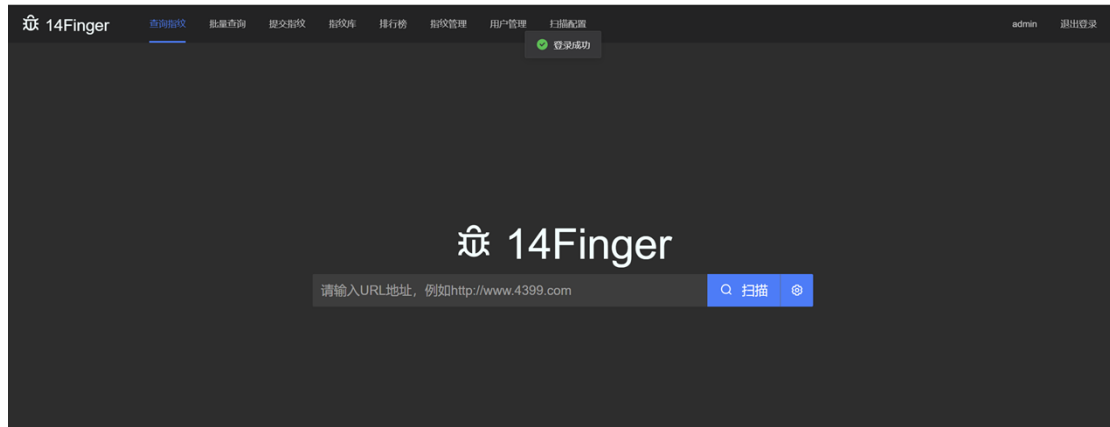 14Finger 查询指纹 批量查询 提交指纹 指纹库 排行榜 指纹管理 用户管理 扫描配置 admin 退出登录
登录成功
14Finger
请输入URL地址，例如http://www.4399.com 扫描